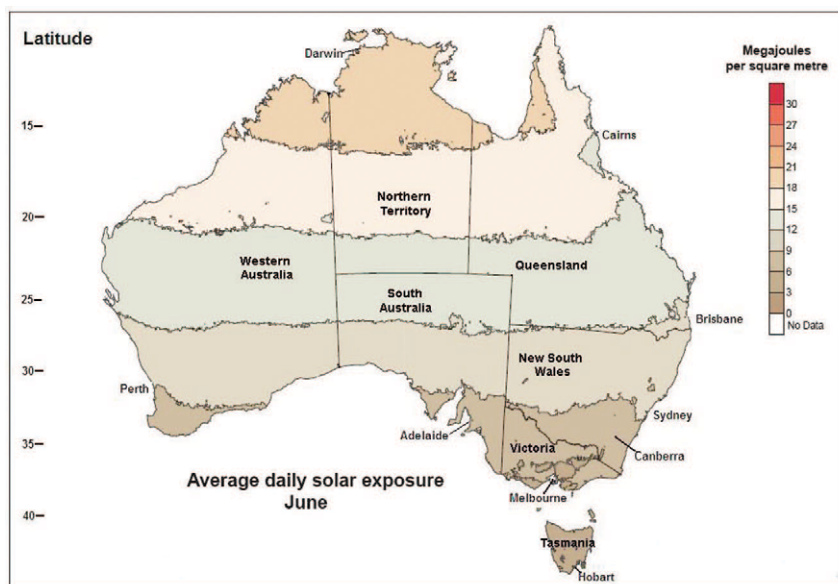 Latitude
Darwin
Megajoules
per square metre
30
27
24
21
18
15
12
9
6
3
0
No Data
15
Cairns
Northern
Territory
20
Western
Australia
Queensland
South
Australia
25
Brisbane
30
New South
Wales
Perth
Sydney
Adelaide
35
Victoria
Canberra
Average daily solar exposure
June
Melbourne
40
Tasmania
Hobart